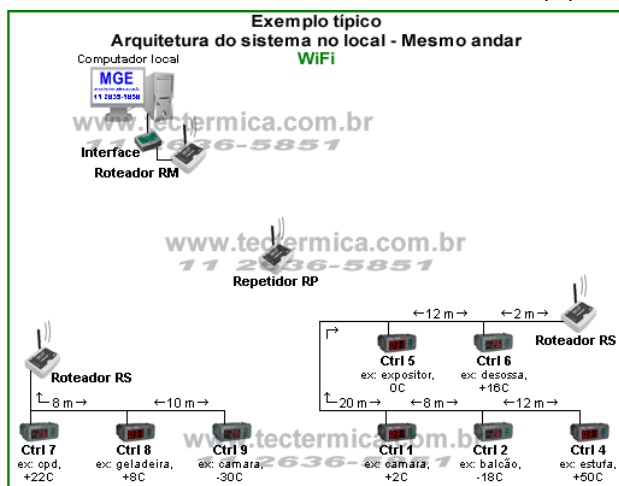 Exemplo típico
Arquitetura do sistema no local - Mesmo andar
WiFi
Computador local
MGE
www.tectermica.com.br
11 2636-5851
Interface
Roteador RM
www.tectermica.com.br
11 2636-5851
Repetidor RP
←12 m→ ←2 m→
Roteador RS
Ctrl 5 Ctrl 6
ex: expositor, ex: desossa,
0C +16C
Roteador RS
8 m→ ←10 m→
20 m→ ←8 m→ ←12 m→
www.tectermica.com.br
11 2636-5851
Ctrl 7 Ctrl 8 Ctrl 9 Ctrl 1 Ctrl 2 Ctrl 4
ex: cpd, ex: geladeira, ex: camara, ex: camara, ex: balcão, ex: estufa,
+22C +8C -30C +2C -18C +50C